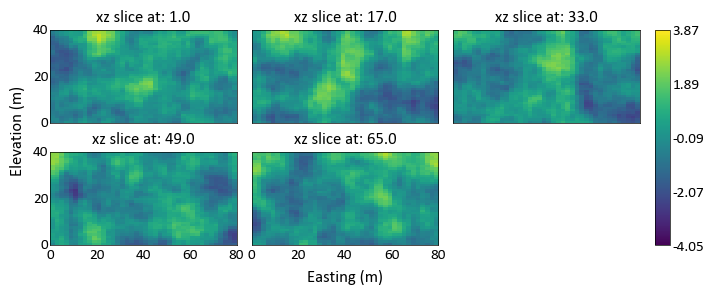 xz slice at: 1.0
xz slice at: 17.0
xz slice at: 33.0
40
20
0
3.87
1.89
-0.09
-2.07
-4.05
Elevation (m)
xz slice at: 49.0
xz slice at: 65.0
40
20
0
0 20 40 60 80
0 20 40 60 80
Easting (m)